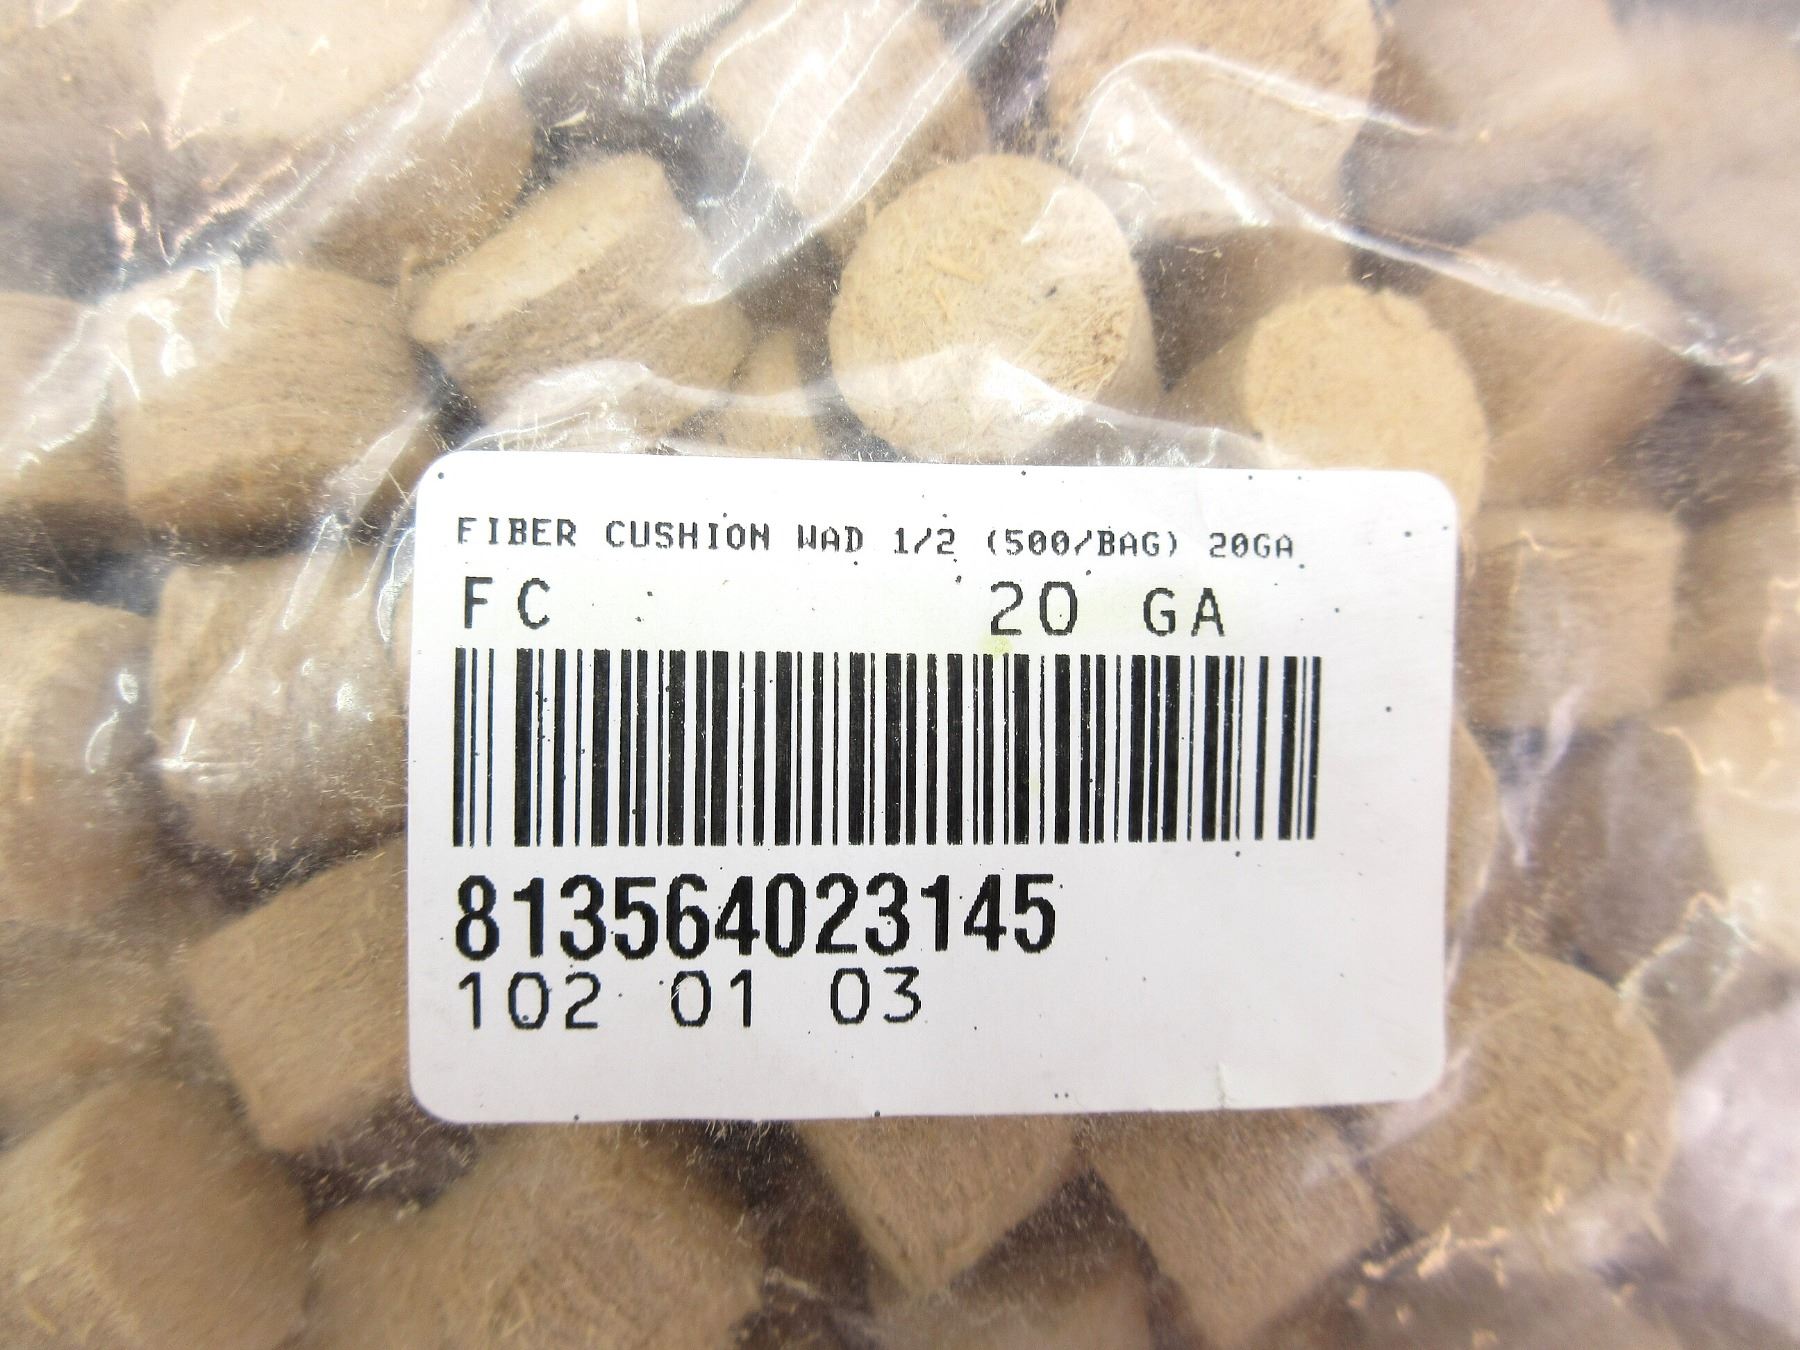 FIBER CUSHION WAD 1/2 (500/BAG) 20GA
FC 20 GA
813564023145
102 01 03